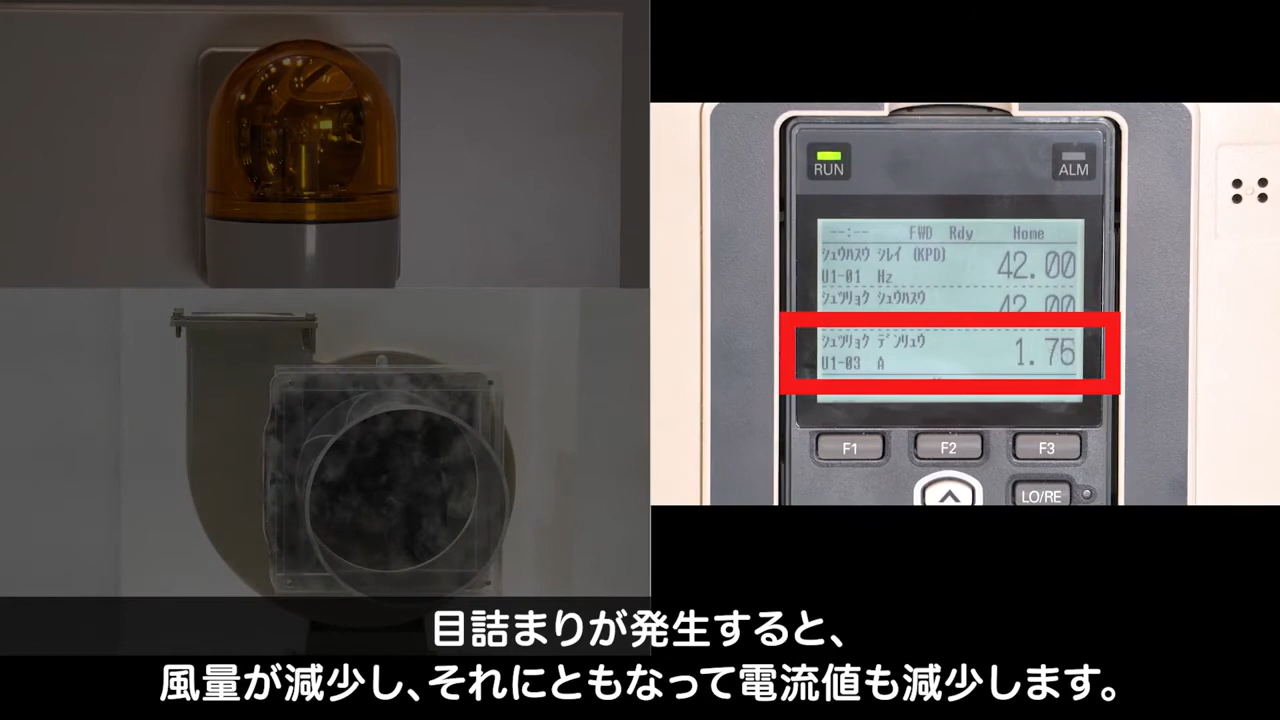 RUN
ALM
--:-- FWD Rdy Home
シュウハスウ シレイ (KPD)
U1-01 Hz 42.00
シュツリョク シュウハスウ
42.00
シュツリョク デンリュウ
U1-03 A 1.75
F1 F2 F3
LO/RE
目詰まりが発生すると、
風量が減少し、それにともなって電流値も減少します。